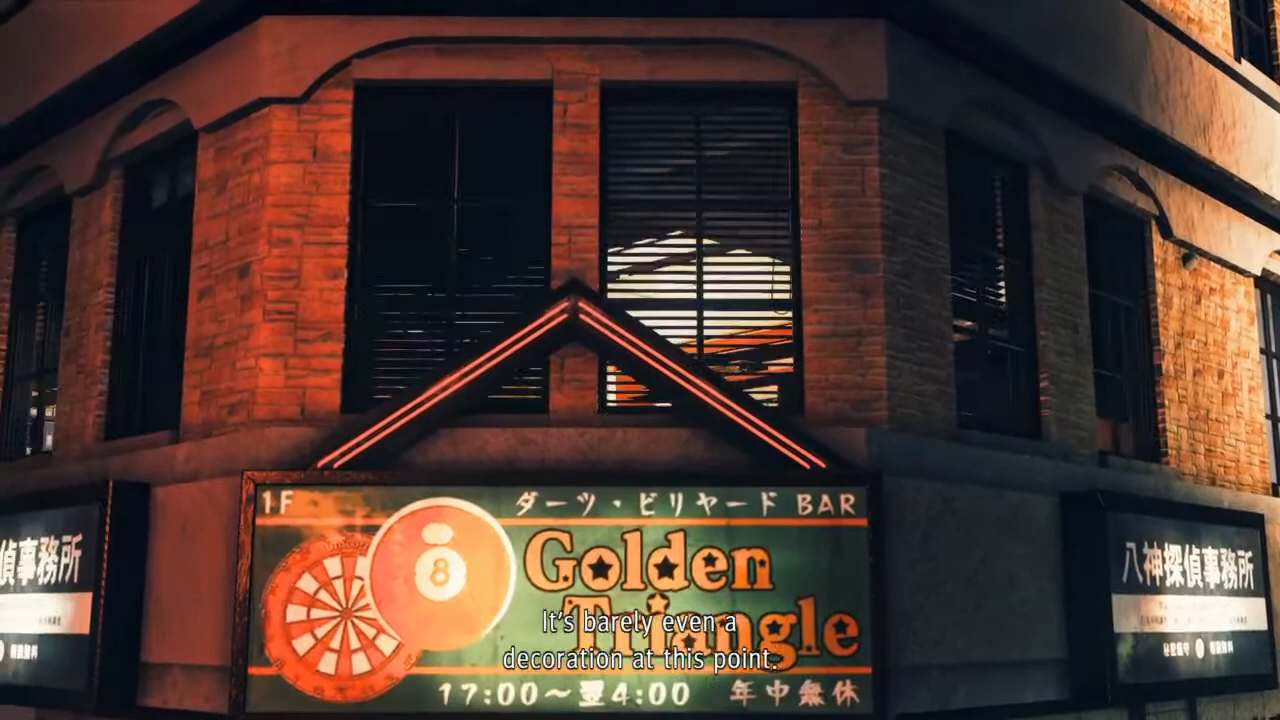 1F
ダーツ・ビリヤード BAR
8
Golden
Triangle
It's barely even a
decoration at this point.
17:00～翌4:00 年中無休
偵事務所
八神探偵事務所